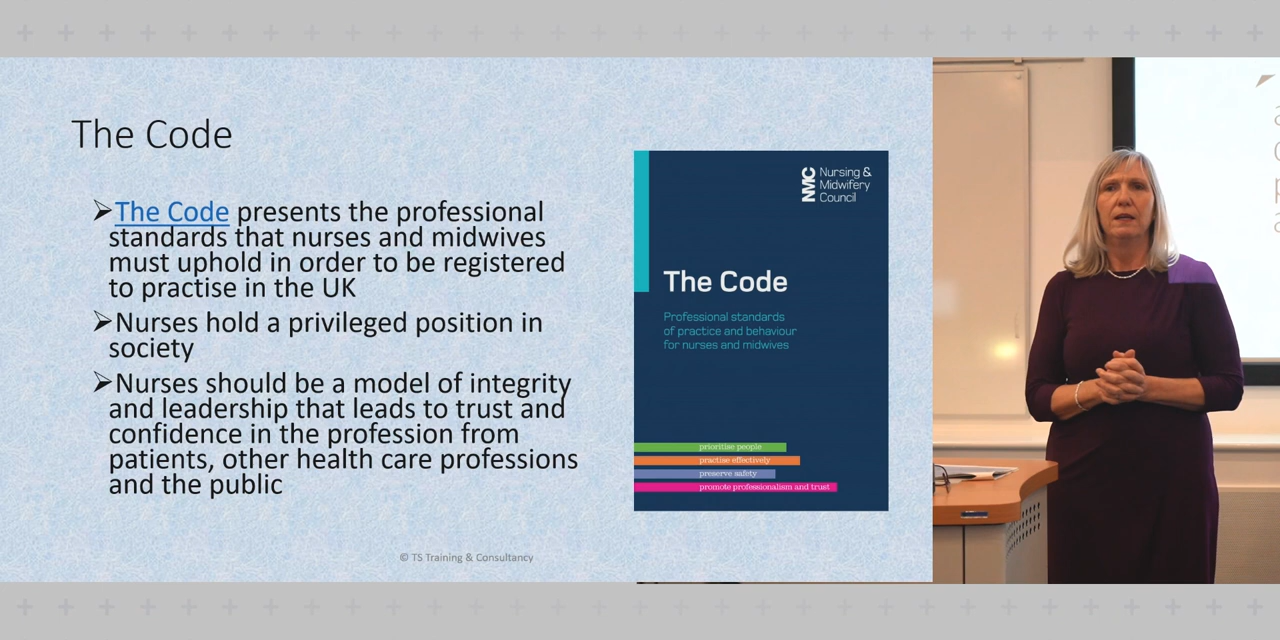 The Code
➢The Code presents the professional
standards that nurses and midwives
must uphold in order to be registered
to practise in the UK
➢Nurses hold a privileged position in
society
➢Nurses should be a model of integrity
and leadership that leads to trust and
confidence in the profession from
patients, other health care professions
and the public
© TS Training & Consultancy
NMC
Nursing &
Midwifery
Council
The Code
Professional standards
of practice and behaviour
for nurses and midwives
prioritise people
practise effectively
preserve safety
promote professionalism and trust